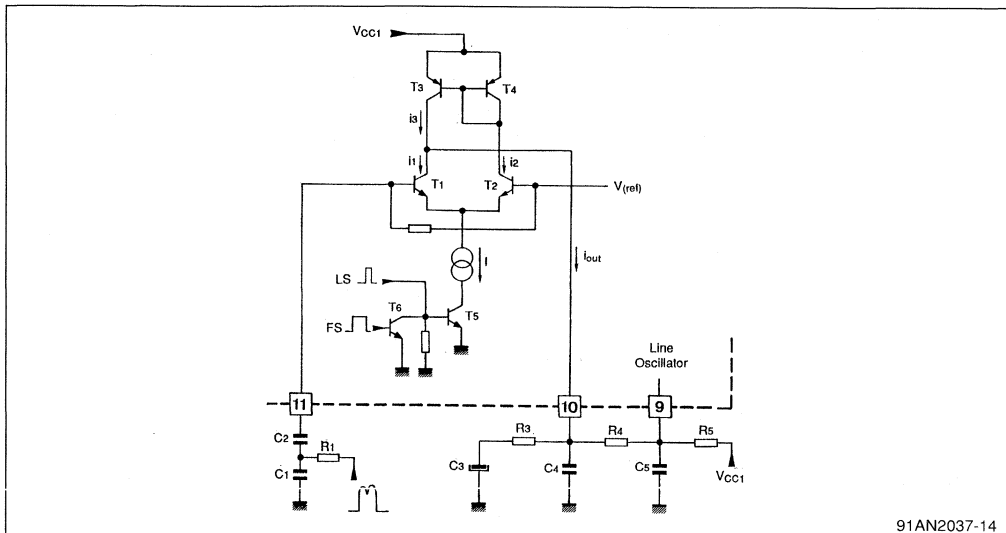 VCC1
T3
T4
i3
i1
i2
T1
T2
V(ref)
I
iout
LS
T6
T5
FS
Line
Oscillator
11
10
9
C2
R1
C1
R3
R4
R5
C3
C4
C5
VCC1
91AN2037-14